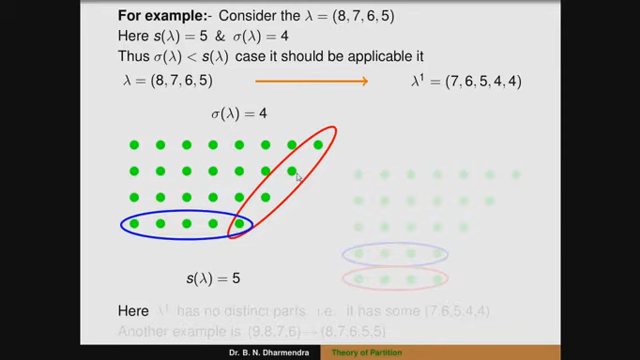 For example:- Consider the λ = (8, 7, 6, 5)
Here s(λ) = 5 & σ(λ) = 4
Thus σ(λ) < s(λ) case it should be applicable it
λ = (8, 7, 6, 5) λ¹ = (7, 6, 5, 4, 4)
σ(λ) = 4
s(λ) = 5
Here λ¹ has no distinct parts i.e. it has some (7,6,5,4,4)
Another example is (9,8,7,6)→(8,7,6,5,5)
Dr. B. N. Dharmendra Theory of Partition